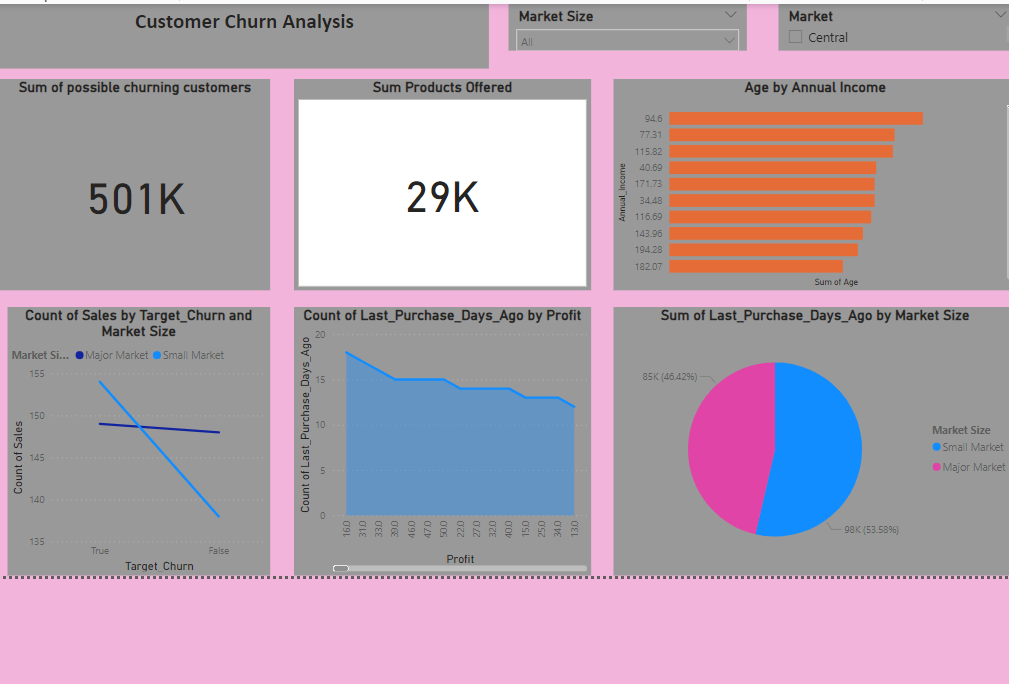 Customer Churn Analysis
Market Size
All
Market
Central
Sum of possible churning customers
501K
Sum Products Offered
29K
Age by Annual Income
Annual_Income
94.6
77.31
115.82
40.69
171.73
34.48
116.69
143.96
194.28
182.07
Sum of Age
Count of Sales by Target_Churn and
Market Size
Market Si... Major Market Small Market
Count of Sales
155
150
145
140
135
True False
Target_Churn
Count of Last_Purchase_Days_Ago by Profit
Count of Last_Purchase_Days_Ago
20
15
10
5
0
16.0 31.0 33.0 39.0 46.0 47.0 50.0 22.0 27.0 32.0 40.0 15.0 25.0 34.0 13.0
Profit
Sum of Last_Purchase_Days_Ago by Market Size
85K (46.42%)
98K (53.58%)
Market Size
Small Market
Major Market